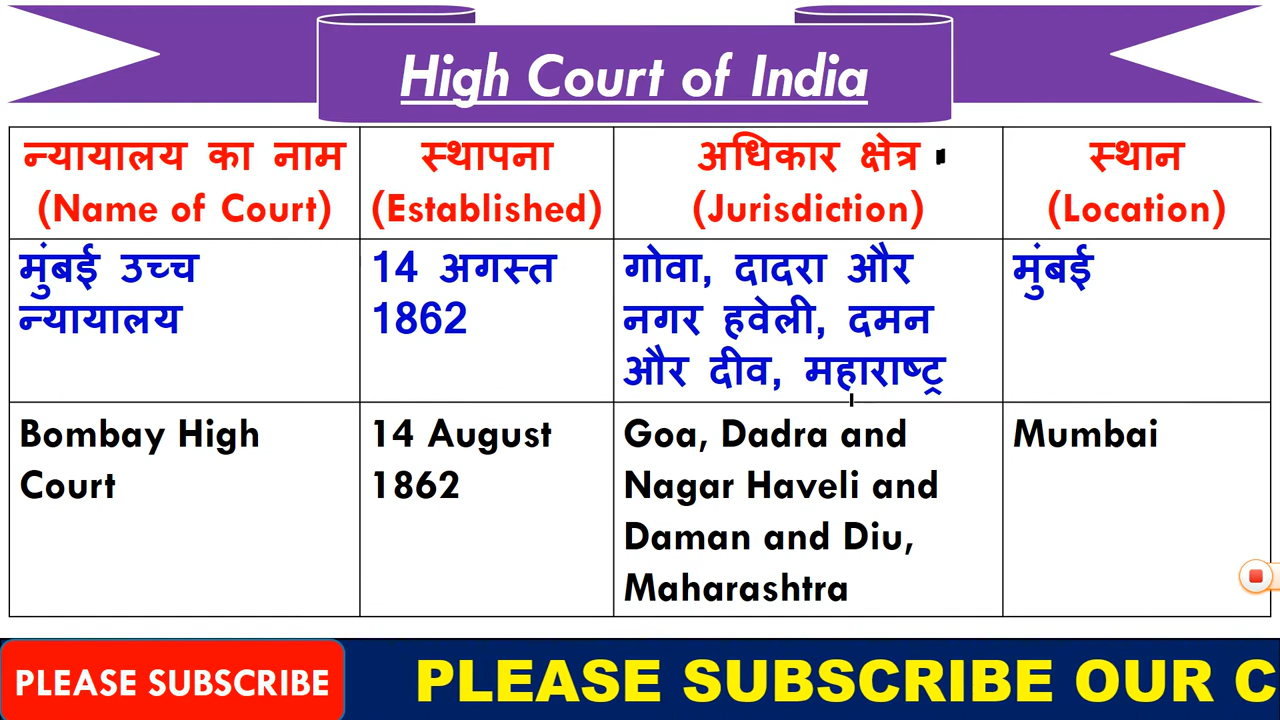 High Court of India
न्यायालय का नाम
(Name of Court)
स्थापना
(Established)
अधिकार क्षेत्र
(Jurisdiction)
स्थान
(Location)
मुंबई उच्च
न्यायालय
14 अगस्त
1862
गोवा, दादरा और
नगर हवेली, दमन
और दीव, महाराष्ट्र
मुंबई
Bombay High
Court
14 August
1862
Goa, Dadra and
Nagar Haveli and
Daman and Diu,
Maharashtra
Mumbai
PLEASE SUBSCRIBE
PLEASE SUBSCRIBE OUR C